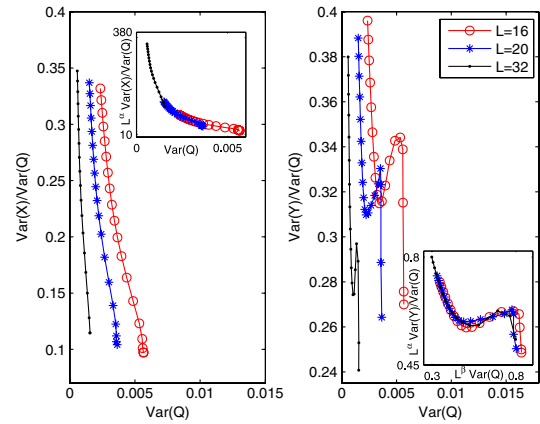 0.4
0.35
0.3
0.25
0.2
0.15
0.1
0
0.005
0.01
0.015
Var(Q)
Var(X)/Var(Q)
380
10
0
0.005
Var(Q)
L^α Var(X)/Var(Q)
0.4
0.38
0.36
0.34
0.32
0.3
0.28
0.26
0.24
0
0.005
0.01
0.015
Var(Q)
Var(Y)/Var(Q)
L=16
L=20
L=32
0.8
0.45
0.3
0.8
L^β Var(Q)
L^α Var(Y)/Var(Q)